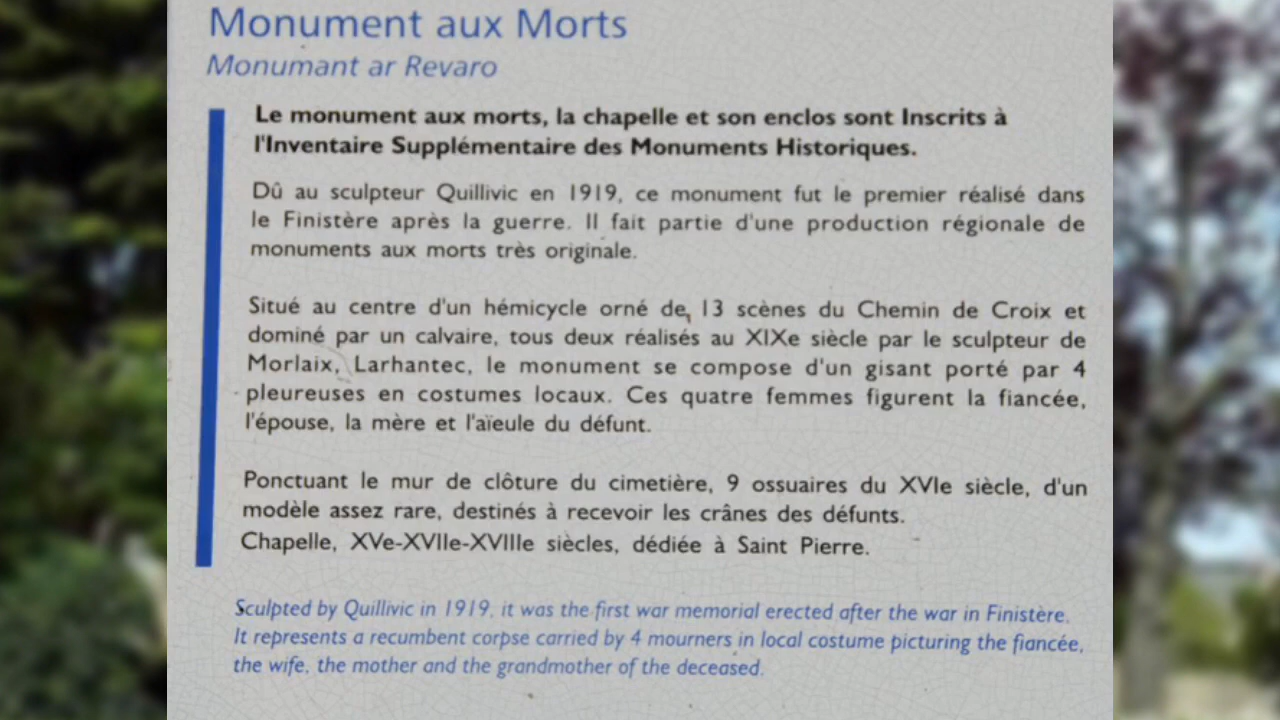 Monument aux Morts
Monumant ar Revaro
Le monument aux morts, la chapelle et son enclos sont Inscrits à
l'Inventaire Supplémentaire des Monuments Historiques.
Dû au sculpteur Quillivic en 1919, ce monument fut le premier réalisé dans
le Finistère après la guerre. Il fait partie d'une production régionale de
monuments aux morts très originale.
Situé au centre d'un hémicycle orné de 13 scènes du Chemin de Croix et
dominé par un calvaire, tous deux réalisés au XIXe siècle par le sculpteur de
Morlaix, Larhantec, le monument se compose d'un gisant porté par 4
pleureuses en costumes locaux. Ces quatre femmes figurent la fiancée,
l'épouse, la mère et l'aïeule du défunt.
Ponctuant le mur de clôture du cimetière, 9 ossuaires du XVIe siècle, d'un
modèle assez rare, destinés à recevoir les crânes des défunts.
Chapelle, XVe-XVIIe-XVIIIe siècles, dédiée à Saint Pierre.
Sculpted by Quillivic in 1919, it was the first war memorial erected after the war in Finistère.
It represents a recumbent corpse carried by 4 mourners in local costume picturing the fiancée,
the wife, the mother and the grandmother of the deceased.